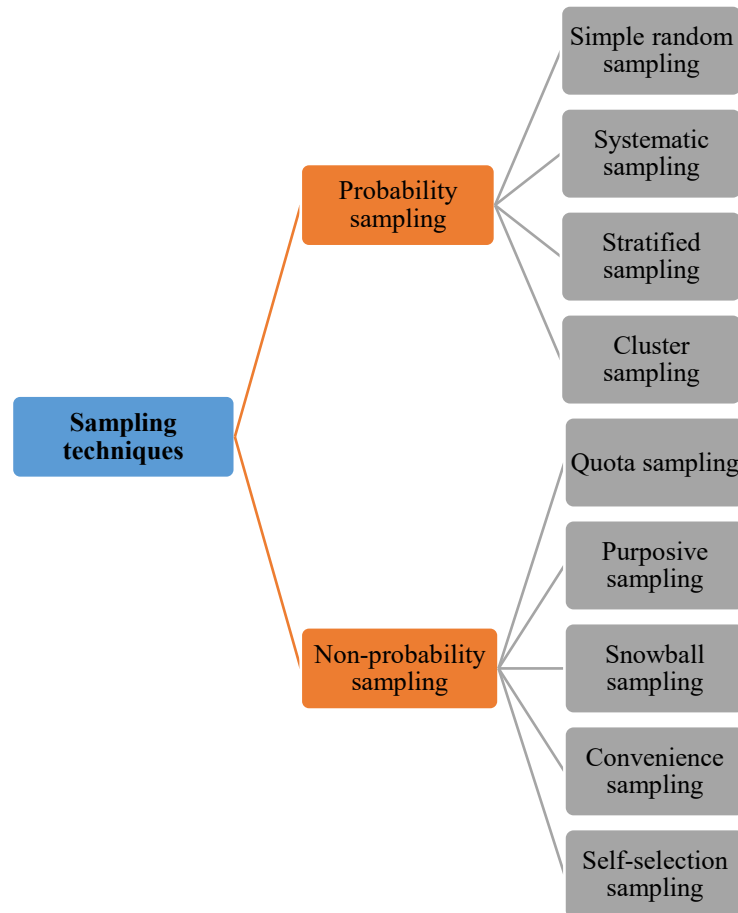 Simple random
sampling
Systematic
sampling
Probability
sampling
Stratified
sampling
Cluster
sampling
Sampling
techniques
Quota sampling
Purposive
sampling
Non-probability
sampling
Snowball
sampling
Convenience
sampling
Self-selection
sampling